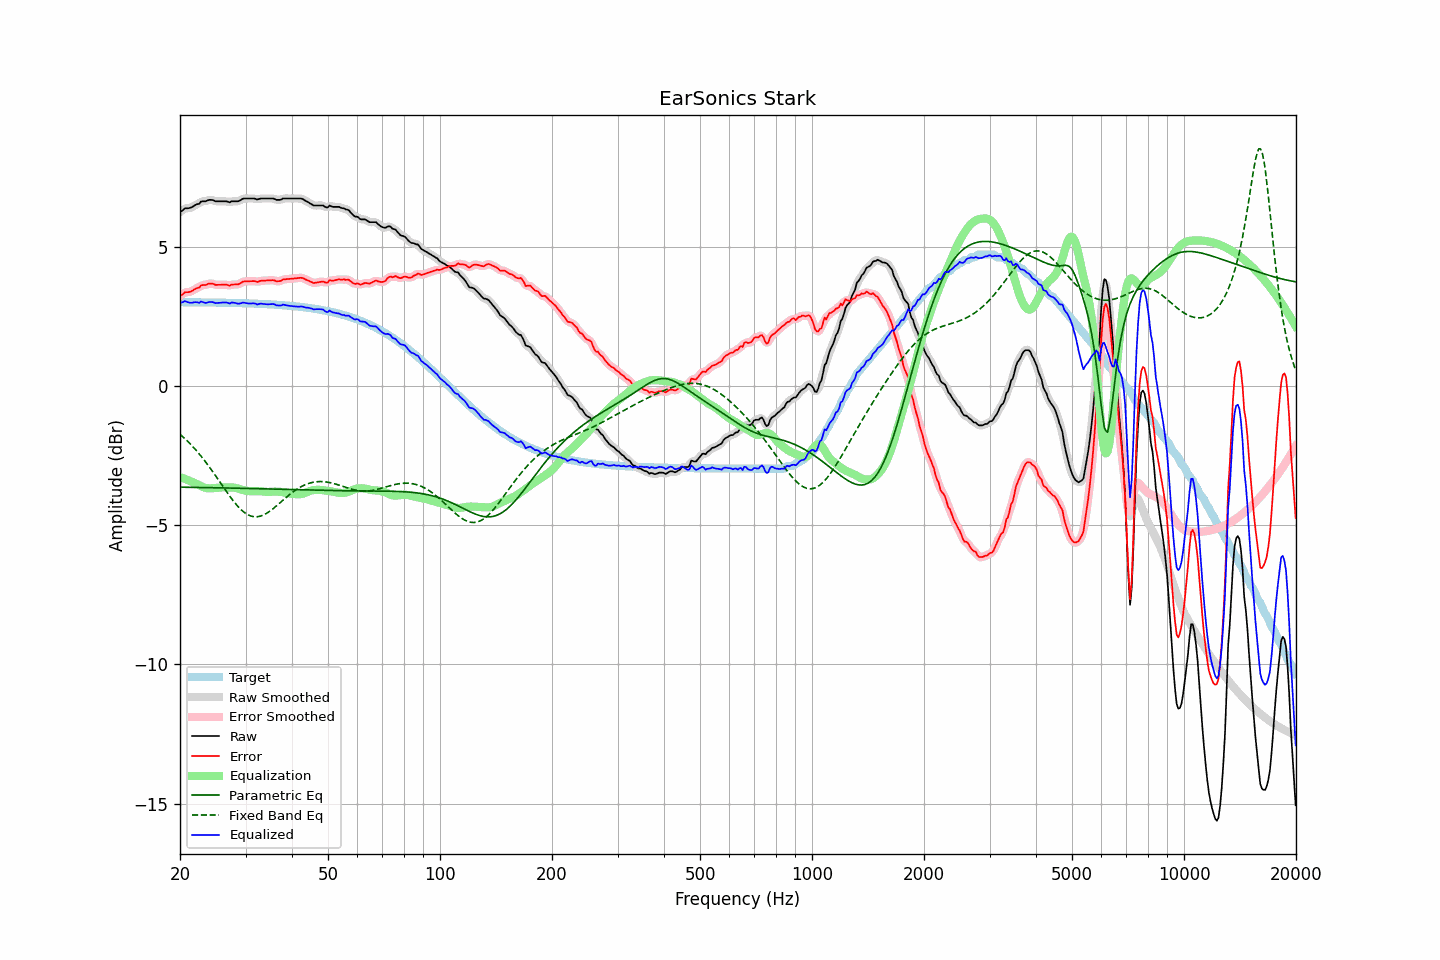 EarSonics Stark
Amplitude (dBr)
5
0
−5
−10
−15
Target
Raw Smoothed
Error Smoothed
Raw
Error
Equalization
Parametric Eq
Fixed Band Eq
Equalized
20 50 100 200 500 1000 2000 5000 10000 20000
Frequency (Hz)